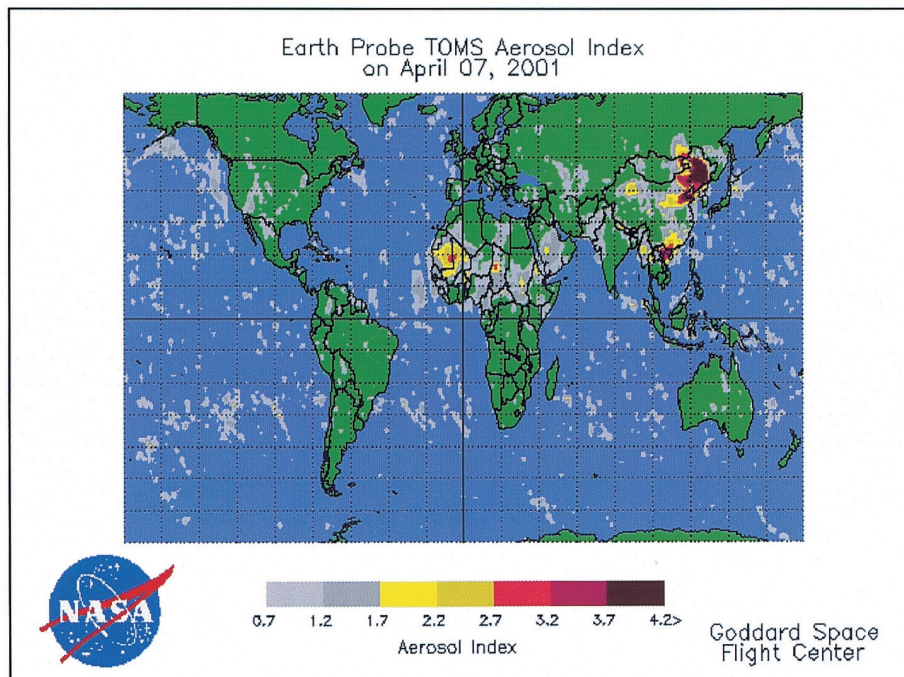 Earth Probe TOMS Aerosol Index
on April 07, 2001
0.7 1.2 1.7 2.2 2.7 3.2 3.7 4.2>
Aerosol Index
NASA
Goddard Space
Flight Center